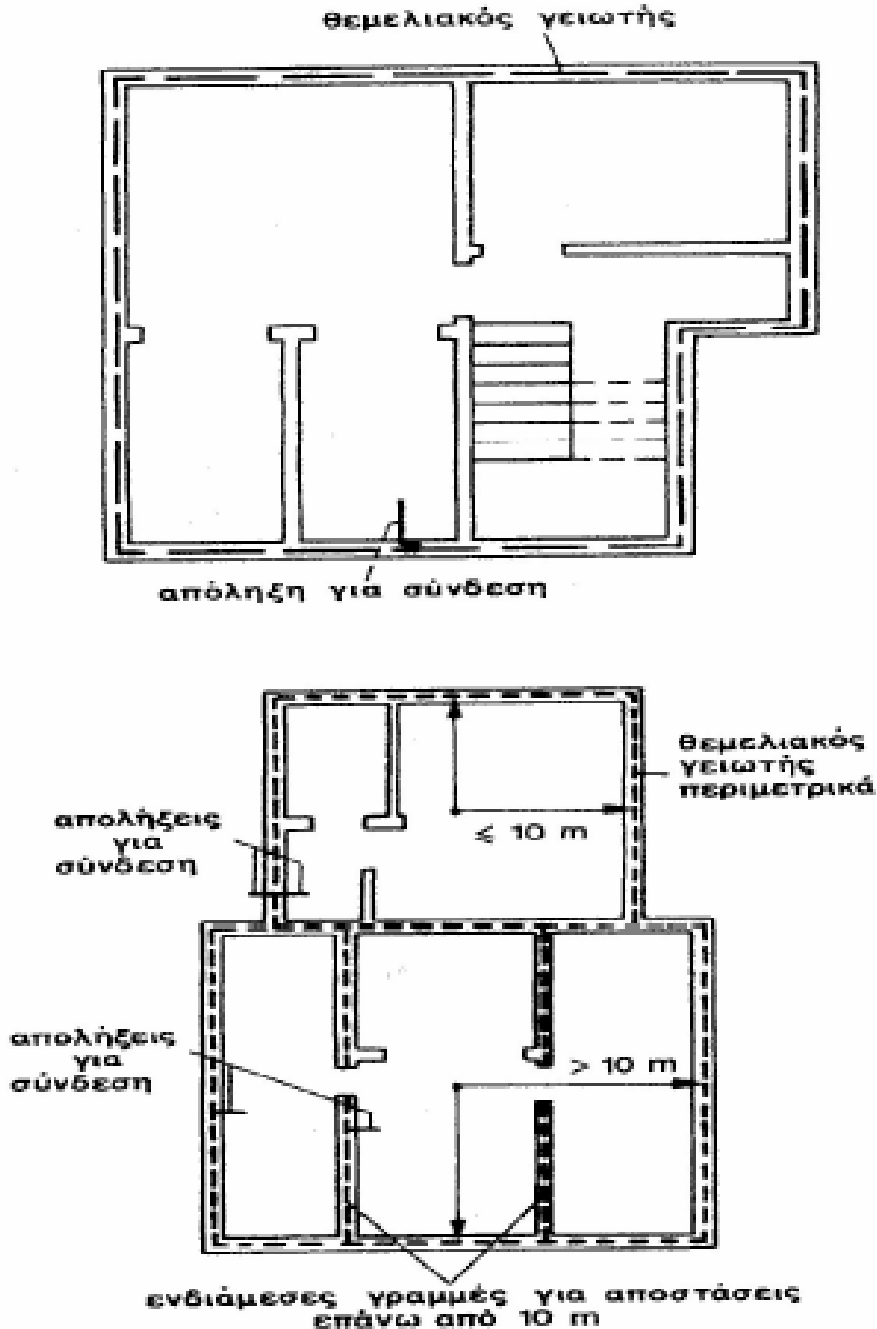 θεμελιακός γειωτής
απόληξη για σύνδεση
θεμελιακός
γειωτής
περιμετρικά
απολήξεις
για
σύνδεση
≤ 10 m
απολήξεις
για
σύνδεση
> 10 m
ενδιάμεσες γραμμές για αποστάσεις
επάνω από 10 m